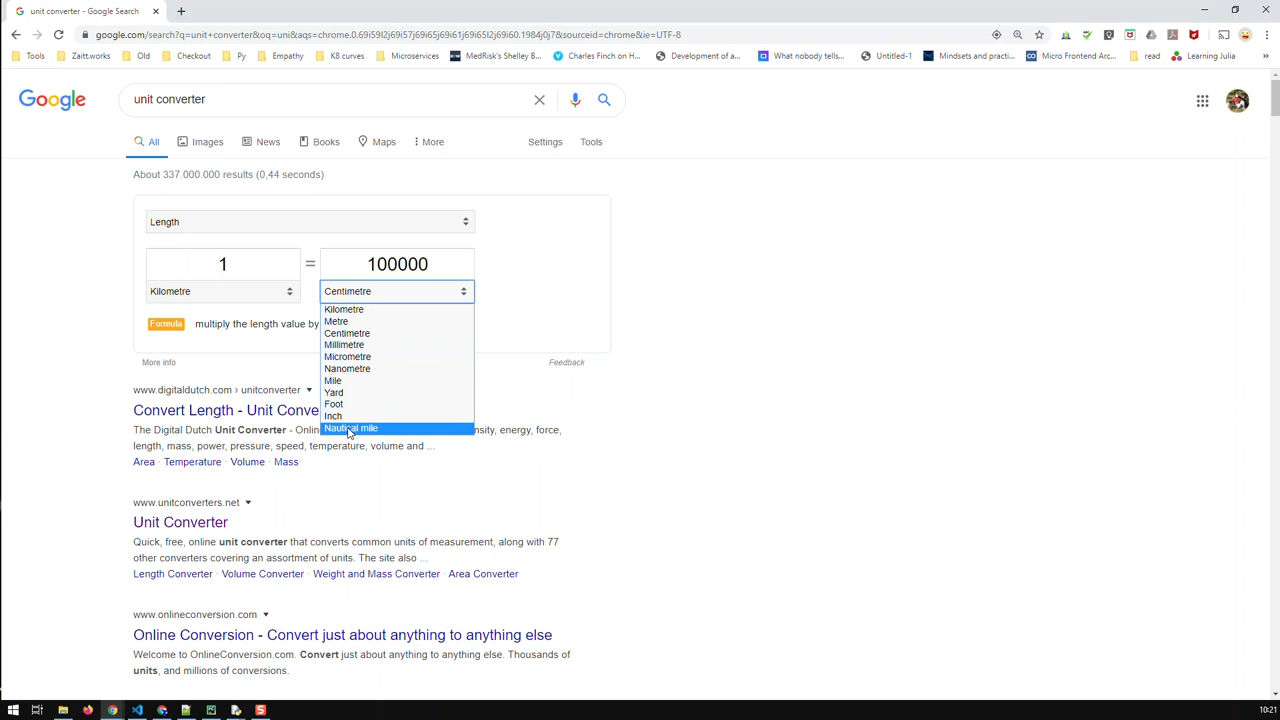 unit converter - Google Search
google.com/search?q=unit+converter&oq=uni&aqs=chrome.0.69i59l2j69i57j69i65j69i61j69i65l2j69i60.1984j0j7&sourceid=chrome&ie=UTF-8
Tools Zaitt.works Old Checkout Py Empathy K8 curves Microservices MedRisk's Shelley B... Charles Finch on H... Development of a... What nobody tells... Untitled-1 Mindsets and practi... Micro Frontend Arc... read Learning Julia »
Google unit converter
All Images News Books Maps More Settings Tools
About 337.000.000 results (0,44 seconds)
Length
1 = 100000
Kilometre Centimetre
Kilometre
Metre
Formula multiply the length value by
Centimetre
Millimetre
Micrometre
Nanometre
Mile
Yard
Foot
Inch
Nautical mile
More info Feedback
www.digitaldutch.com › unitconverter
Convert Length - Unit Conve
The Digital Dutch Unit Converter - Onlin nsity, energy, force,
length, mass, power, pressure, speed, temperature, volume and ...
Area · Temperature · Volume · Mass
www.unitconverters.net
Unit Converter
Quick, free, online unit converter that converts common units of measurement, along with 77
other converters covering an assortment of units. The site also ...
Length Converter · Volume Converter · Weight and Mass Converter · Area Converter
www.onlineconversion.com
Online Conversion - Convert just about anything to anything else
Welcome to OnlineConversion.com. Convert just about anything to anything else. Thousands of
units, and millions of conversions.
10:21